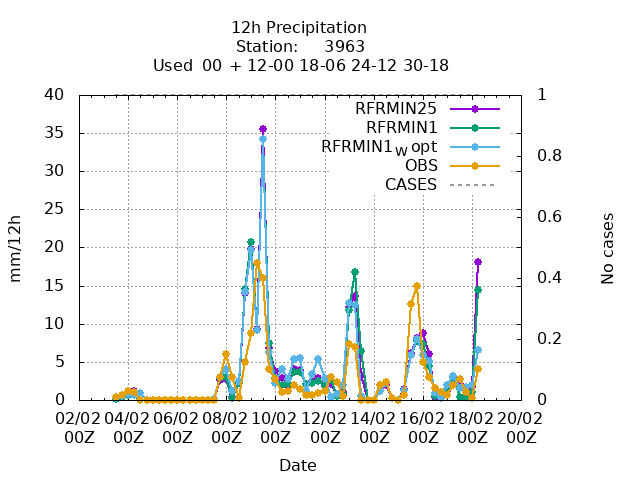 12h Precipitation
Station: 3963
Used 00 + 12-00 18-06 24-12 30-18
RFRMIN25
RFRMIN1
RFRMIN1w opt
OBS
CASES
40
35
30
25
20
15
10
5
0
mm/12h
1
0.8
0.6
0.4
0.2
0
No cases
02/02 04/02 06/02 08/02 10/02 12/02 14/02 16/02 18/02 20/02
00Z 00Z 00Z 00Z 00Z 00Z 00Z 00Z 00Z 00Z
Date